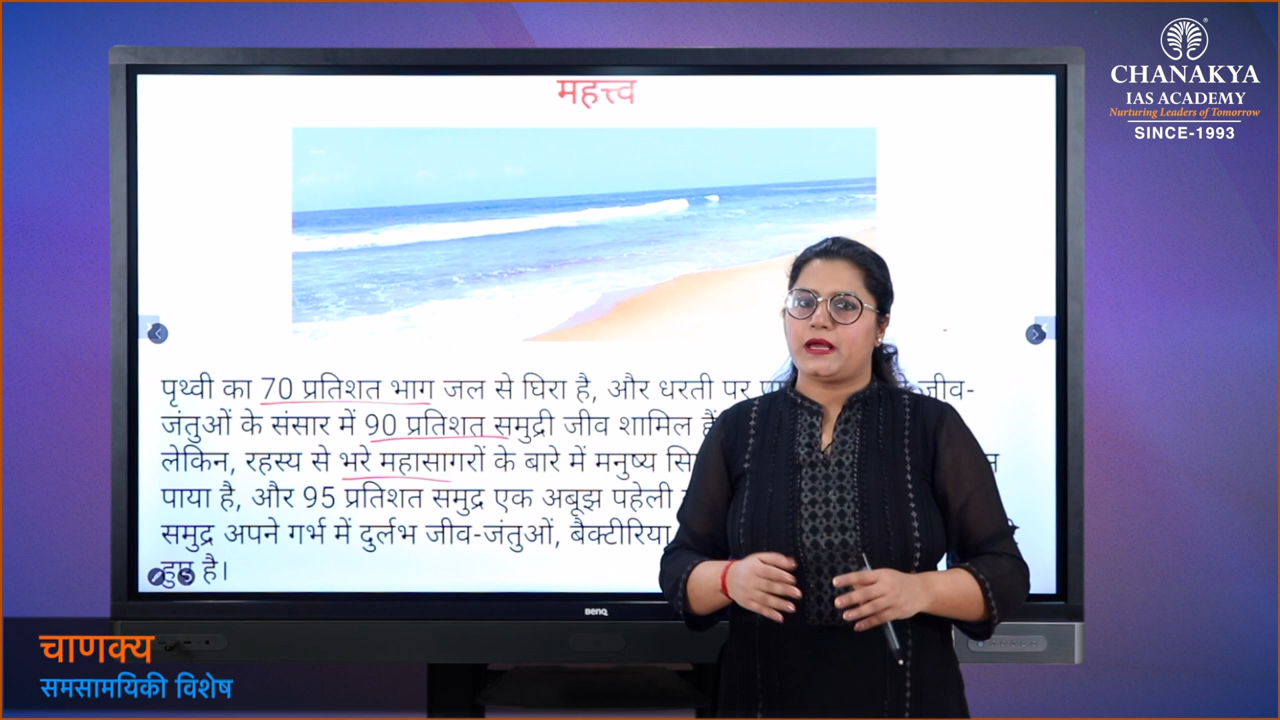 महत्त्व
पृथ्वी का 70 प्रतिशत भाग जल से घिरा है, और धरती पर जीव-
जंतुओं के संसार में 90 प्रतिशत समुद्री जीव शामिल हैं
लेकिन, रहस्य से भरे महासागरों के बारे में मनुष्य
पाया है, और 95 प्रतिशत समुद्र एक अबूझ पहेली
समुद्र अपने गर्भ में दुर्लभ जीव-जंतुओं, बैक्टीरिया
है।
BenQ
CHANAKYA
IAS ACADEMY
Nurturing Leaders of Tomorrow
SINCE-1993
चाणक्य
समसामयिकी विशेष